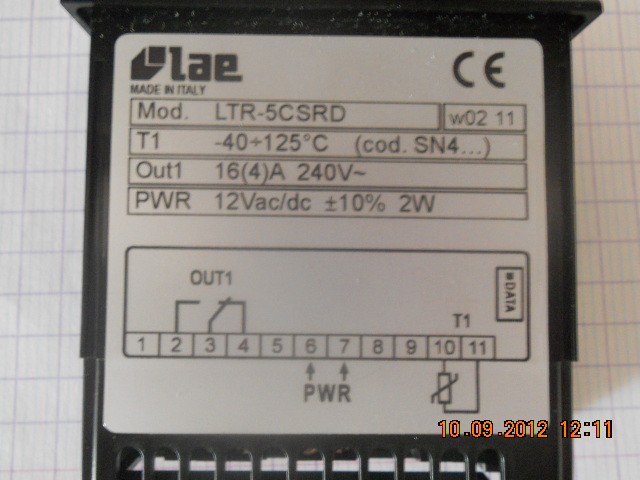 lae
CE
MADE IN ITALY
Mod. LTR-5CSRD w02 11
T1 -40÷125°C (cod. SN4...)
Out1 16(4)A 240V~
PWR 12Vac/dc ±10% 2W
OUT1
DATA
T1
1 2 3 4 5 6 7 8 9 10 11
PWR
10.09.2012 12:11